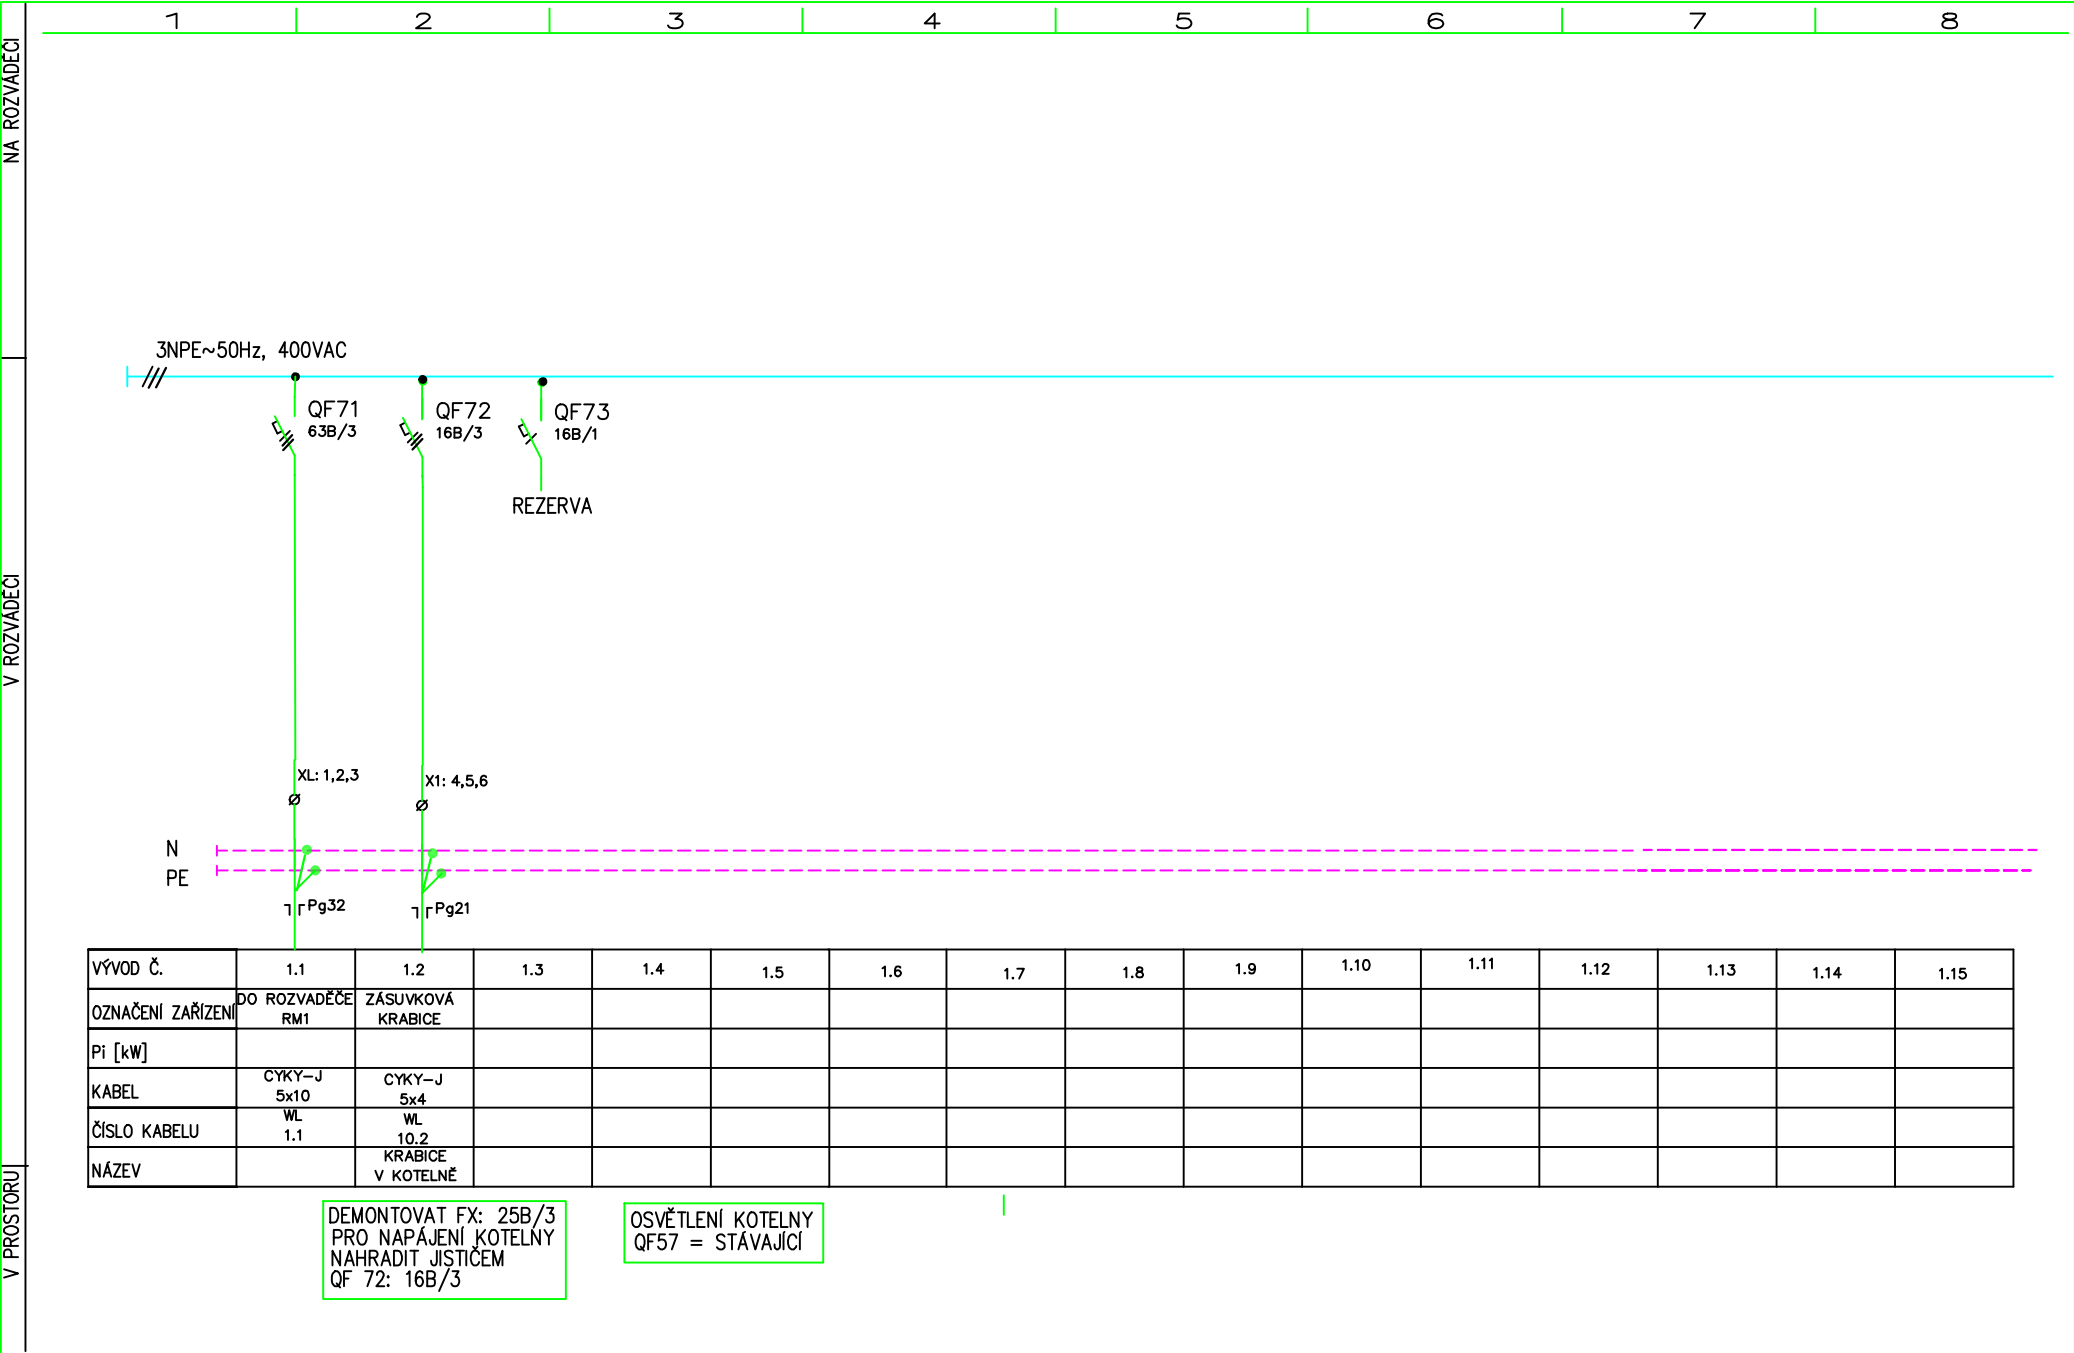 1 2 3 4 5 6 7 8
NA ROZVÁDĚČI
3NPE~50Hz, 400VAC
QF71
63B/3
QF72
16B/3
QF73
16B/1
REZERVA
V ROZVÁDĚČI
XL: 1,2,3
X1: 4,5,6
N
PE
Pg32
Pg21
VÝVOD Č. 1.1 1.2 1.3 1.4 1.5 1.6 1.7 1.8 1.9 1.10 1.11 1.12 1.13 1.14 1.15
OZNAČENÍ ZAŘÍZENÍ
DO ROZVADĚČE
RM1
ZÁSUVKOVÁ
KRABICE
Pi [kW]
KABEL
CYKY-J
5x10
CYKY-J
5x4
ČÍSLO KABELU
WL
1.1
WL
10.2
NÁZEV
KRABICE
V KOTELNĚ
V PROSTORU
DEMONTOVAT FX: 25B/3
PRO NAPÁJENÍ KOTELNY
NAHRADIT JISTIČEM
QF 72: 16B/3
OSVĚTLENÍ KOTELNY
QF57 = STÁVAJÍCÍ